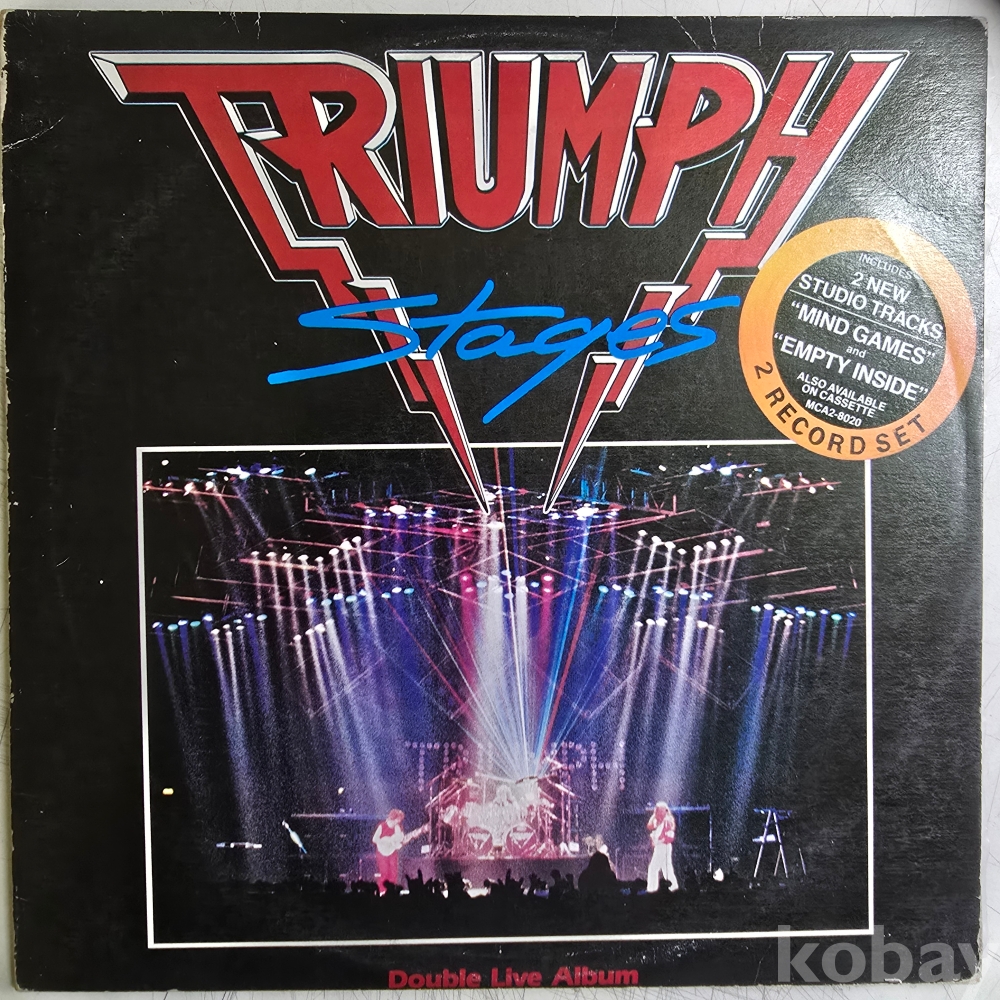 TRIUMPH
Stages
INCLUDES
2 NEW
STUDIO TRACKS
"MIND GAMES"
and
"EMPTY INSIDE"
ALSO AVAILABLE
ON CASSETTE
MCA2-8020
2 RECORD SET
TRIUMPH
Double Live Album
kobay